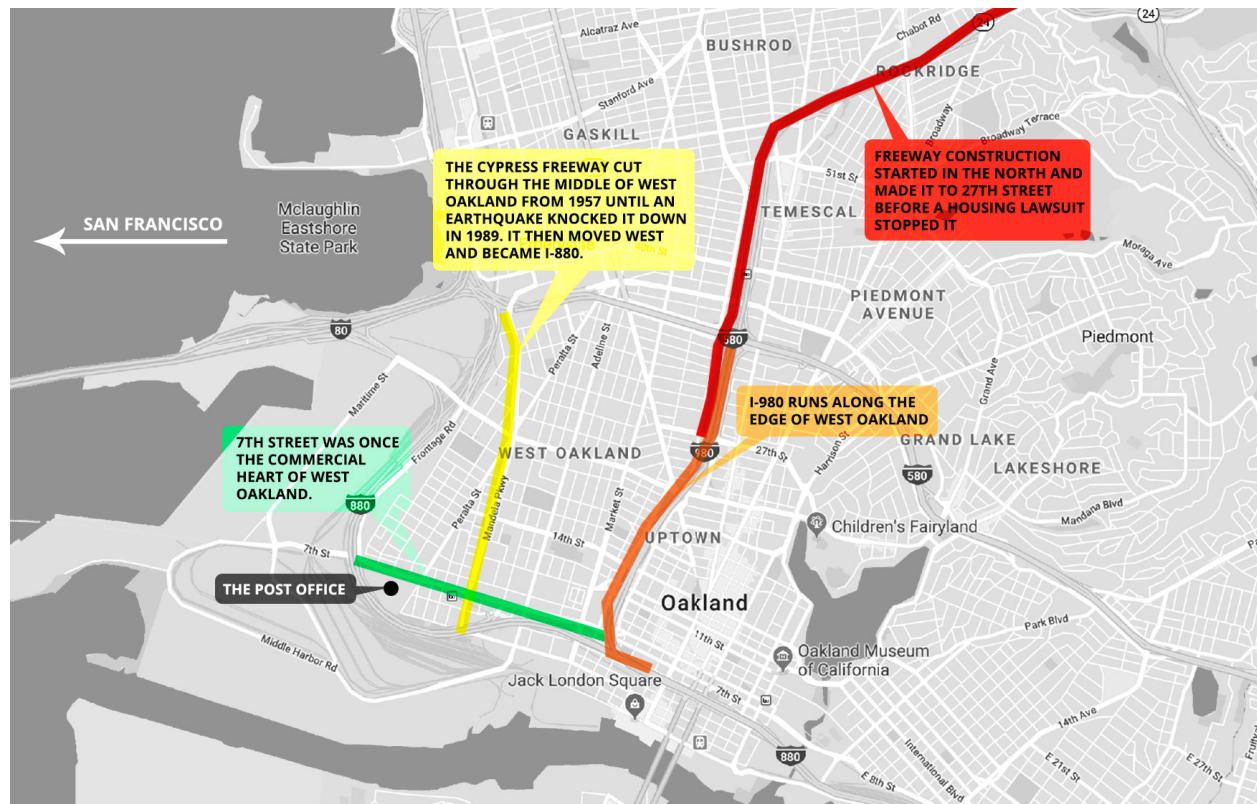 24
24
Alcatraz Ave
Chabot Rd
BUSHROD
ROCKRIDGE
Stanford Ave
Broadway
Broadway Terrace
GASKILL
THE CYPRESS FREEWAY CUT
THROUGH THE MIDDLE OF WEST
OAKLAND FROM 1957 UNTIL AN
EARTHQUAKE KNOCKED IT DOWN
IN 1989. IT THEN MOVED WEST
AND BECAME I-880.
FREEWAY CONSTRUCTION
STARTED IN THE NORTH AND
MADE IT TO 27TH STREET
BEFORE A HOUSING LAWSUIT
STOPPED IT
51st St
TEMESCAL
SAN FRANCISCO
Mclaughlin
Eastshore
State Park
Moraga Ave
PIEDMONT
AVENUE
Piedmont
80
580
Peralta St
Adeline St
Grand Ave
Maritime St
I-980 RUNS ALONG THE
EDGE OF WEST OAKLAND
Frontage Rd
7TH STREET WAS ONCE
THE COMMERCIAL
HEART OF WEST
OAKLAND.
WEST OAKLAND
980
27th St
Harrison St
GRAND LAKE
580
LAKESHORE
880
Peralta St
Mandela Pkwy
Market St
Mandana Blvd
Children's Fairyland
14th St
UPTOWN
7th St
THE POST OFFICE
Oakland
11th St
Park Blvd
Middle Harbor Rd
Oakland Museum
of California
Jack London Square
7th St
14th Ave
880
E 8th St
International Blvd
E 21st St
E 27th St